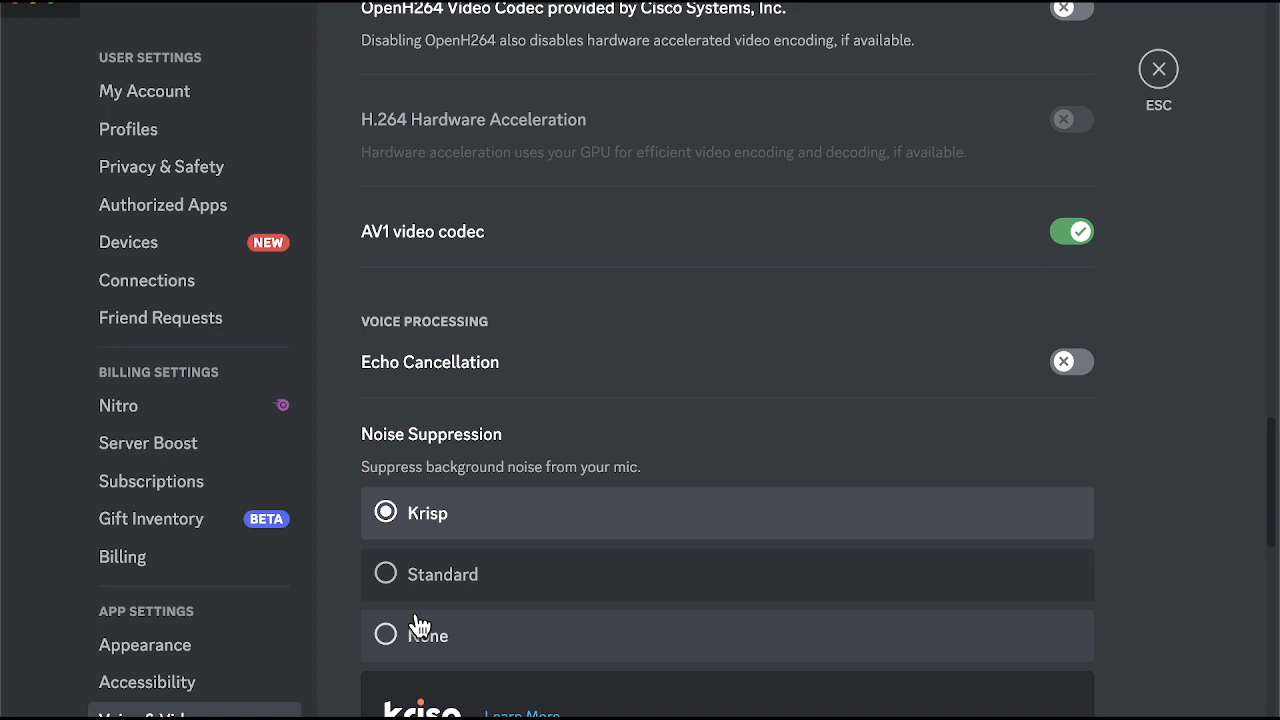 USER SETTINGS
My Account
Profiles
Privacy & Safety
Authorized Apps
Devices NEW
Connections
Friend Requests
BILLING SETTINGS
Nitro
Server Boost
Subscriptions
Gift Inventory BETA
Billing
APP SETTINGS
Appearance
Accessibility
Voice & Video
OpenH264 Video Codec provided by Cisco Systems, Inc.
Disabling OpenH264 also disables hardware accelerated video encoding, if available.
H.264 Hardware Acceleration
Hardware acceleration uses your GPU for efficient video encoding and decoding, if available.
AV1 video codec
VOICE PROCESSING
Echo Cancellation
Noise Suppression
Suppress background noise from your mic.
Krisp
Standard
None
krisp Learn More
ESC